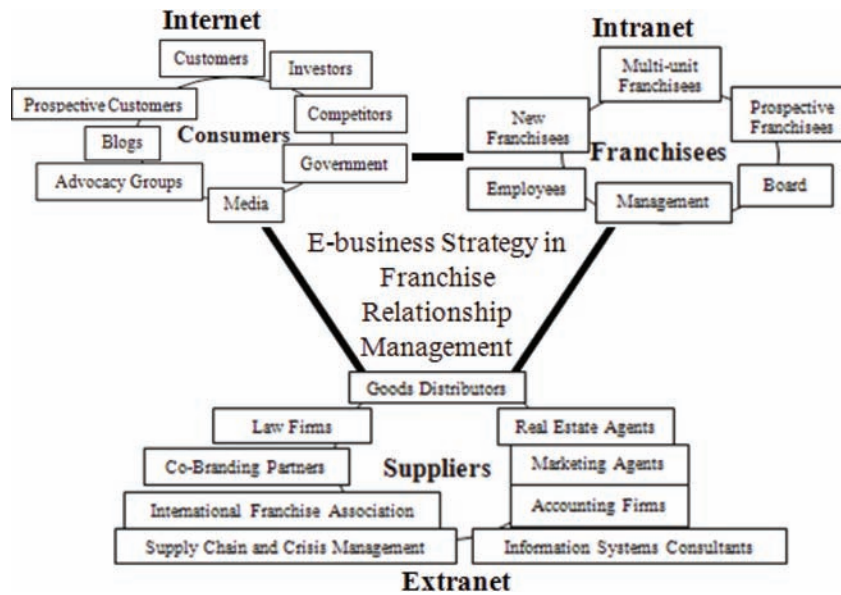 Internet
Customers
Investors
Prospective Customers
Competitors
Consumers
Blogs
Government
Advocacy Groups
Media
Intranet
Multi-unit
Franchisees
New
Franchisees
Prospective
Franchisees
Franchisees
Employees
Management
Board
E-business Strategy in
Franchise
Relationship
Management
Goods Distributors
Law Firms
Real Estate Agents
Co-Branding Partners
Suppliers
Marketing Agents
International Franchise Association
Accounting Firms
Supply Chain and Crisis Management
Information Systems Consultants
Extranet